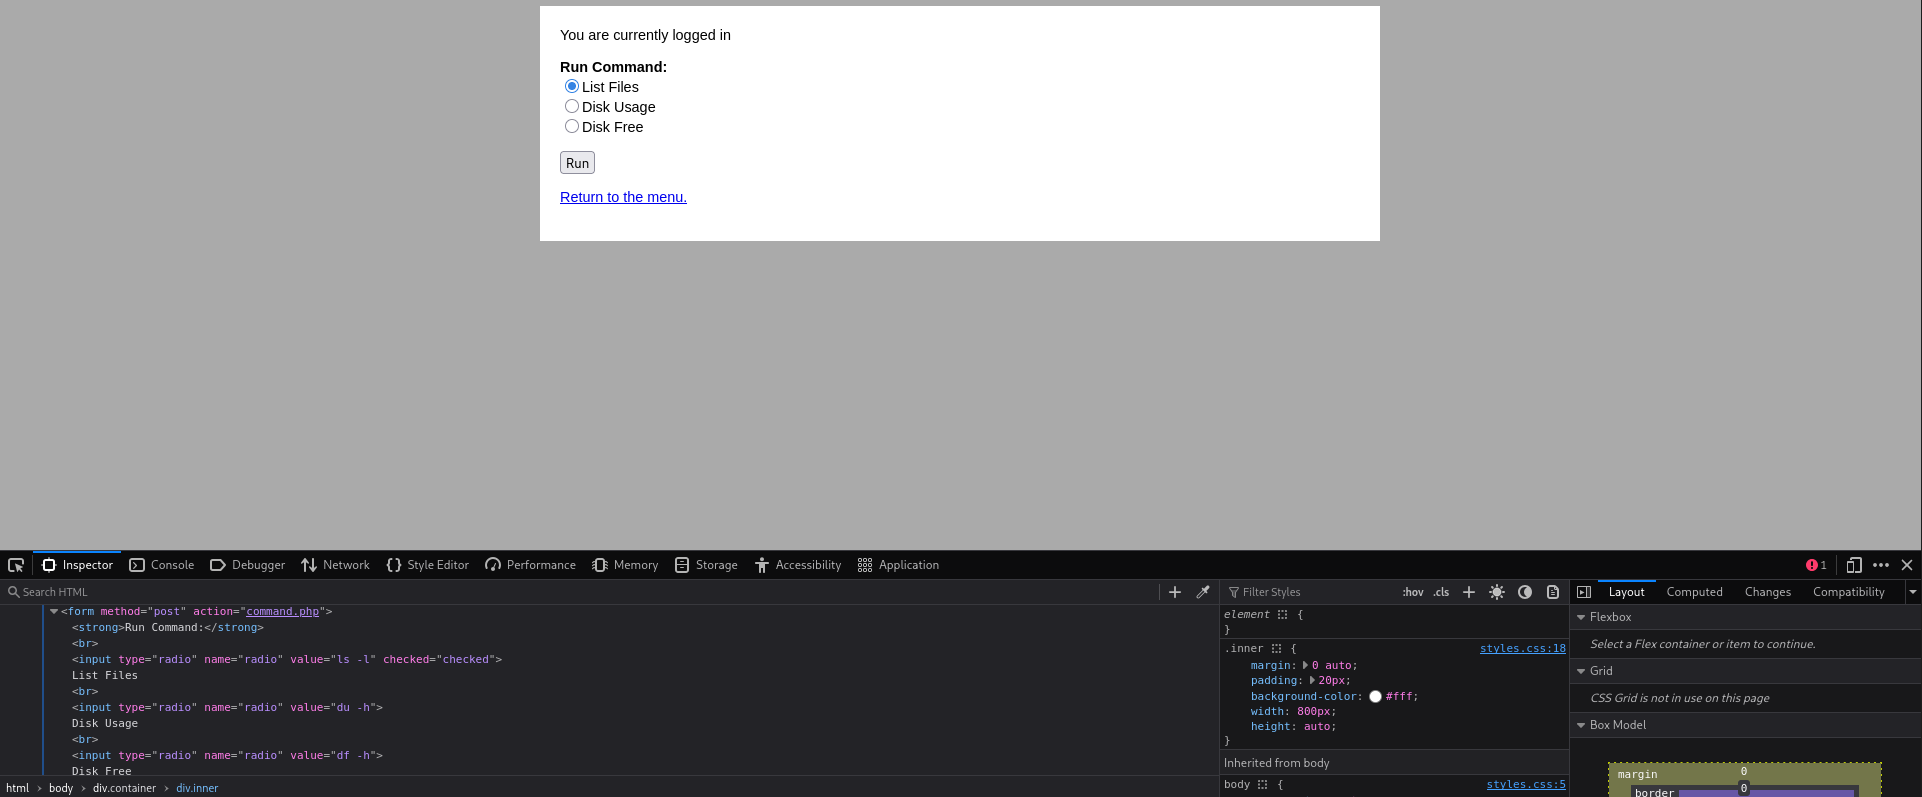 You are currently logged in
Run Command:
List Files
Disk Usage
Disk Free
Run
Return to the menu.
Inspector Console Debugger Network Style Editor Performance Memory Storage Accessibility Application 1
Search HTML
<form method="post" action="command.php">
<strong>Run Command:</strong>
<br>
<input type="radio" name="radio" value="ls -l" checked="checked">
List Files
<br>
<input type="radio" name="radio" value="du -h">
Disk Usage
<br>
<input type="radio" name="radio" value="df -h">
Disk Free
html > body > div.container > div.inner
Filter Styles :hov .cls
element {
}
.inner { styles.css:18
margin: 0 auto;
padding: 20px;
background-color: #fff;
width: 800px;
height: auto;
}
Inherited from body
body { styles.css:5
Layout Computed Changes Compatibility
Flexbox
Select a Flex container or item to continue.
Grid
CSS Grid is not in use on this page
Box Model
margin 0
border 0